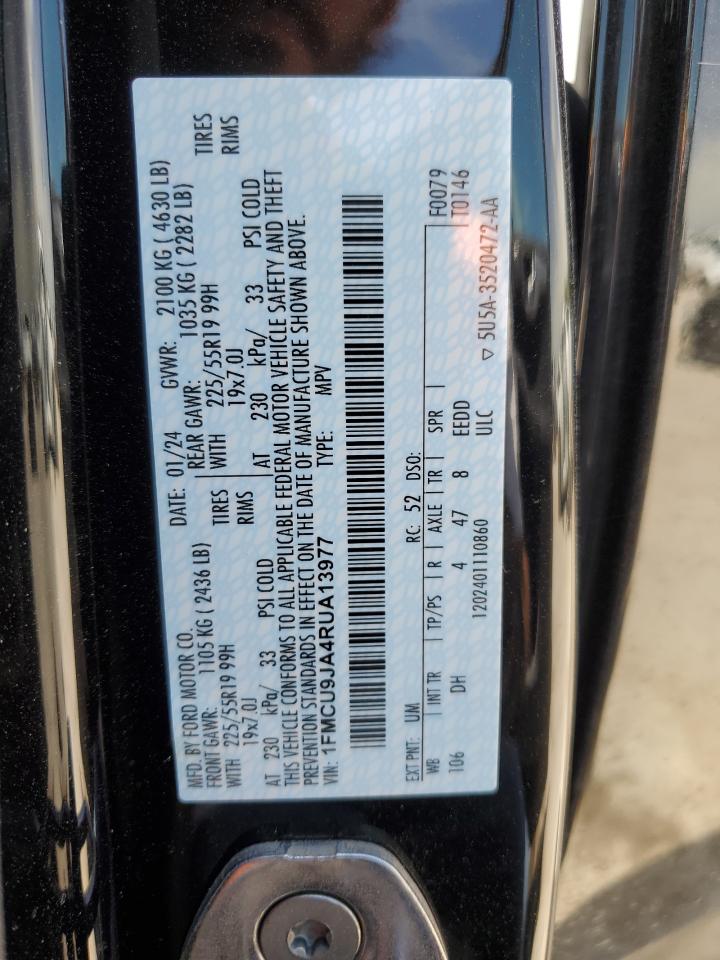 MFD. BY FORD MOTOR CO. DATE: 01/24 GVWR: 2100 KG ( 4630 LB)
FRONT GAWR: 1105 KG ( 2436 LB) REAR GAWR: 1035 KG ( 2282 LB)
WITH 225/55R19 99H TIRES WITH 225/55R19 99H TIRES
19x7.0J RIMS 19x7.0J RIMS
AT 230 kPa/ 33 PSI COLD AT 230 kPa/ 33 PSI COLD
THIS VEHICLE CONFORMS TO ALL APPLICABLE FEDERAL MOTOR VEHICLE SAFETY AND THEFT
PREVENTION STANDARDS IN EFFECT ON THE DATE OF MANUFACTURE SHOWN ABOVE.
VIN: 1FMCU9JA4RUA13977 TYPE: MPV
EXT PNT: UM RC: 52 DSO: F0079
WB INT TR TP/PS R AXLE TR SPR T0146
106 DH 4 47 8 EEDD
1202401110860 ULC ▽ 5U5A-3520472-AA